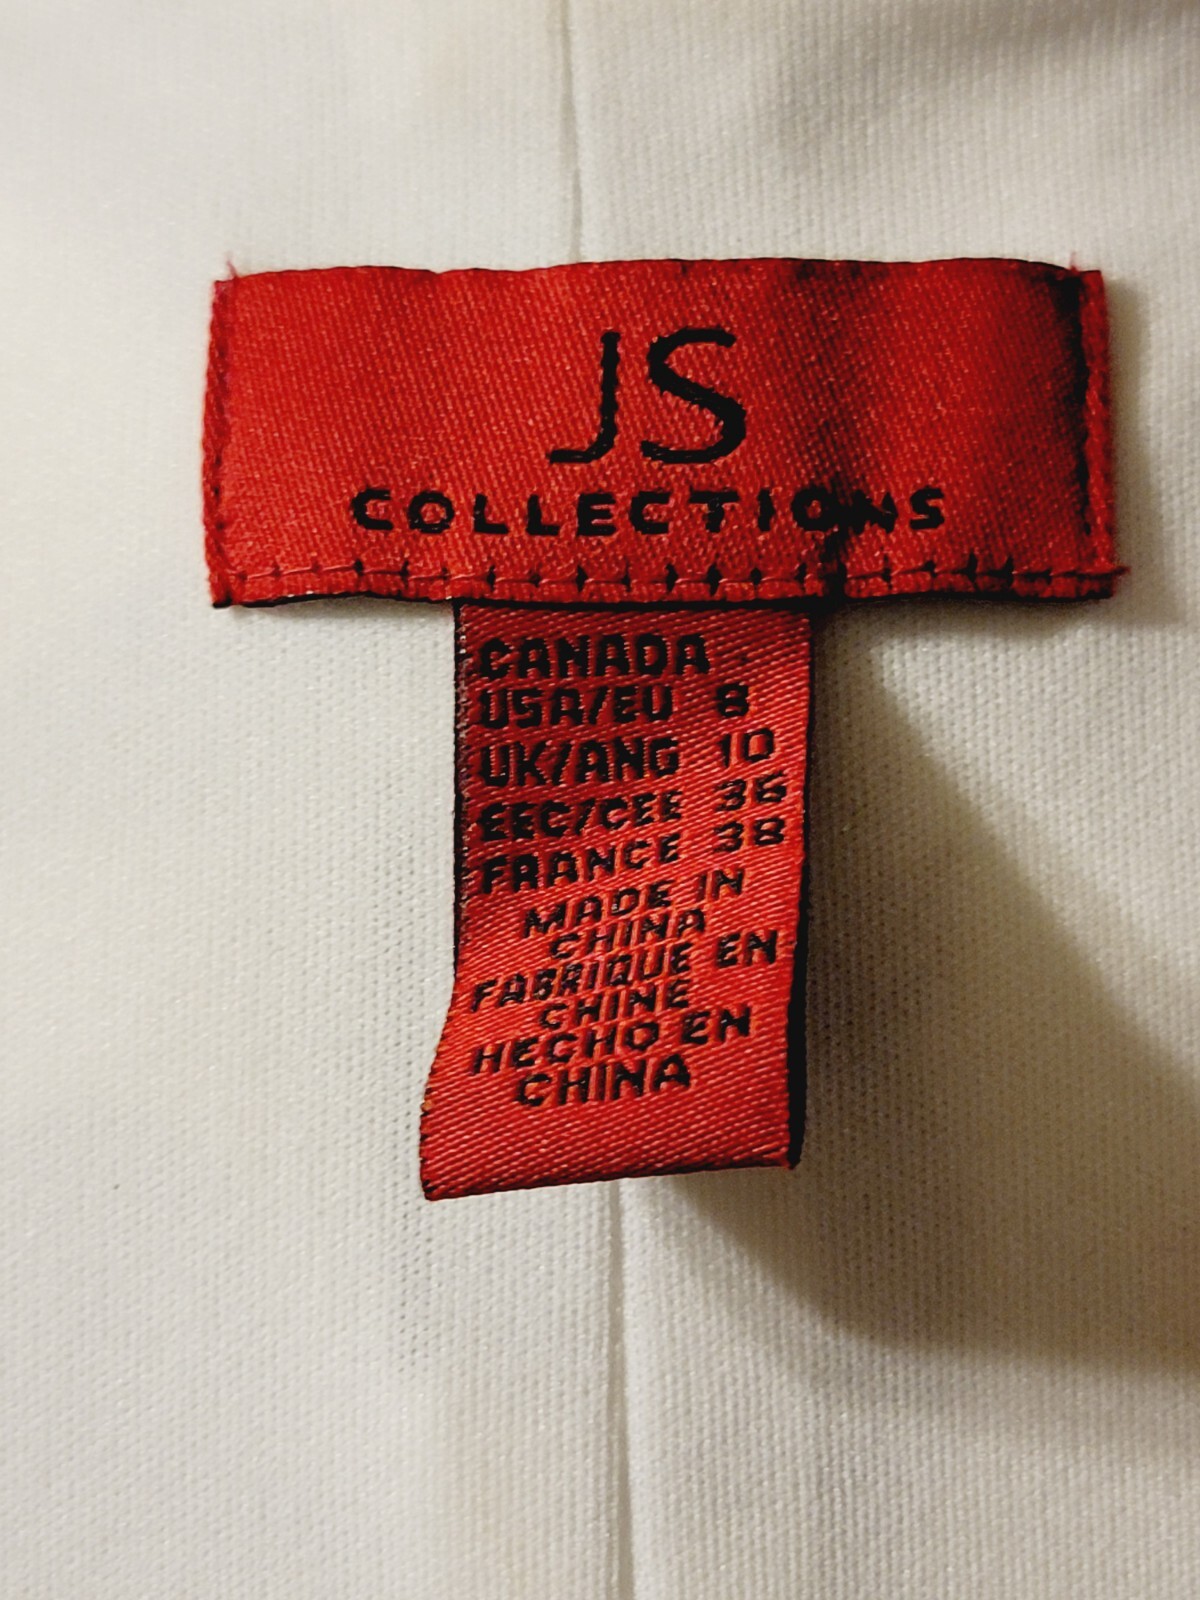 JS
COLLECTIONS
CANADA
USA/EU 8
UK/ANG 10
EEC/CEE 36
FRANCE 38
MADE IN
CHINA
FABRIQUE EN
CHINE
HECHO EN
CHINA